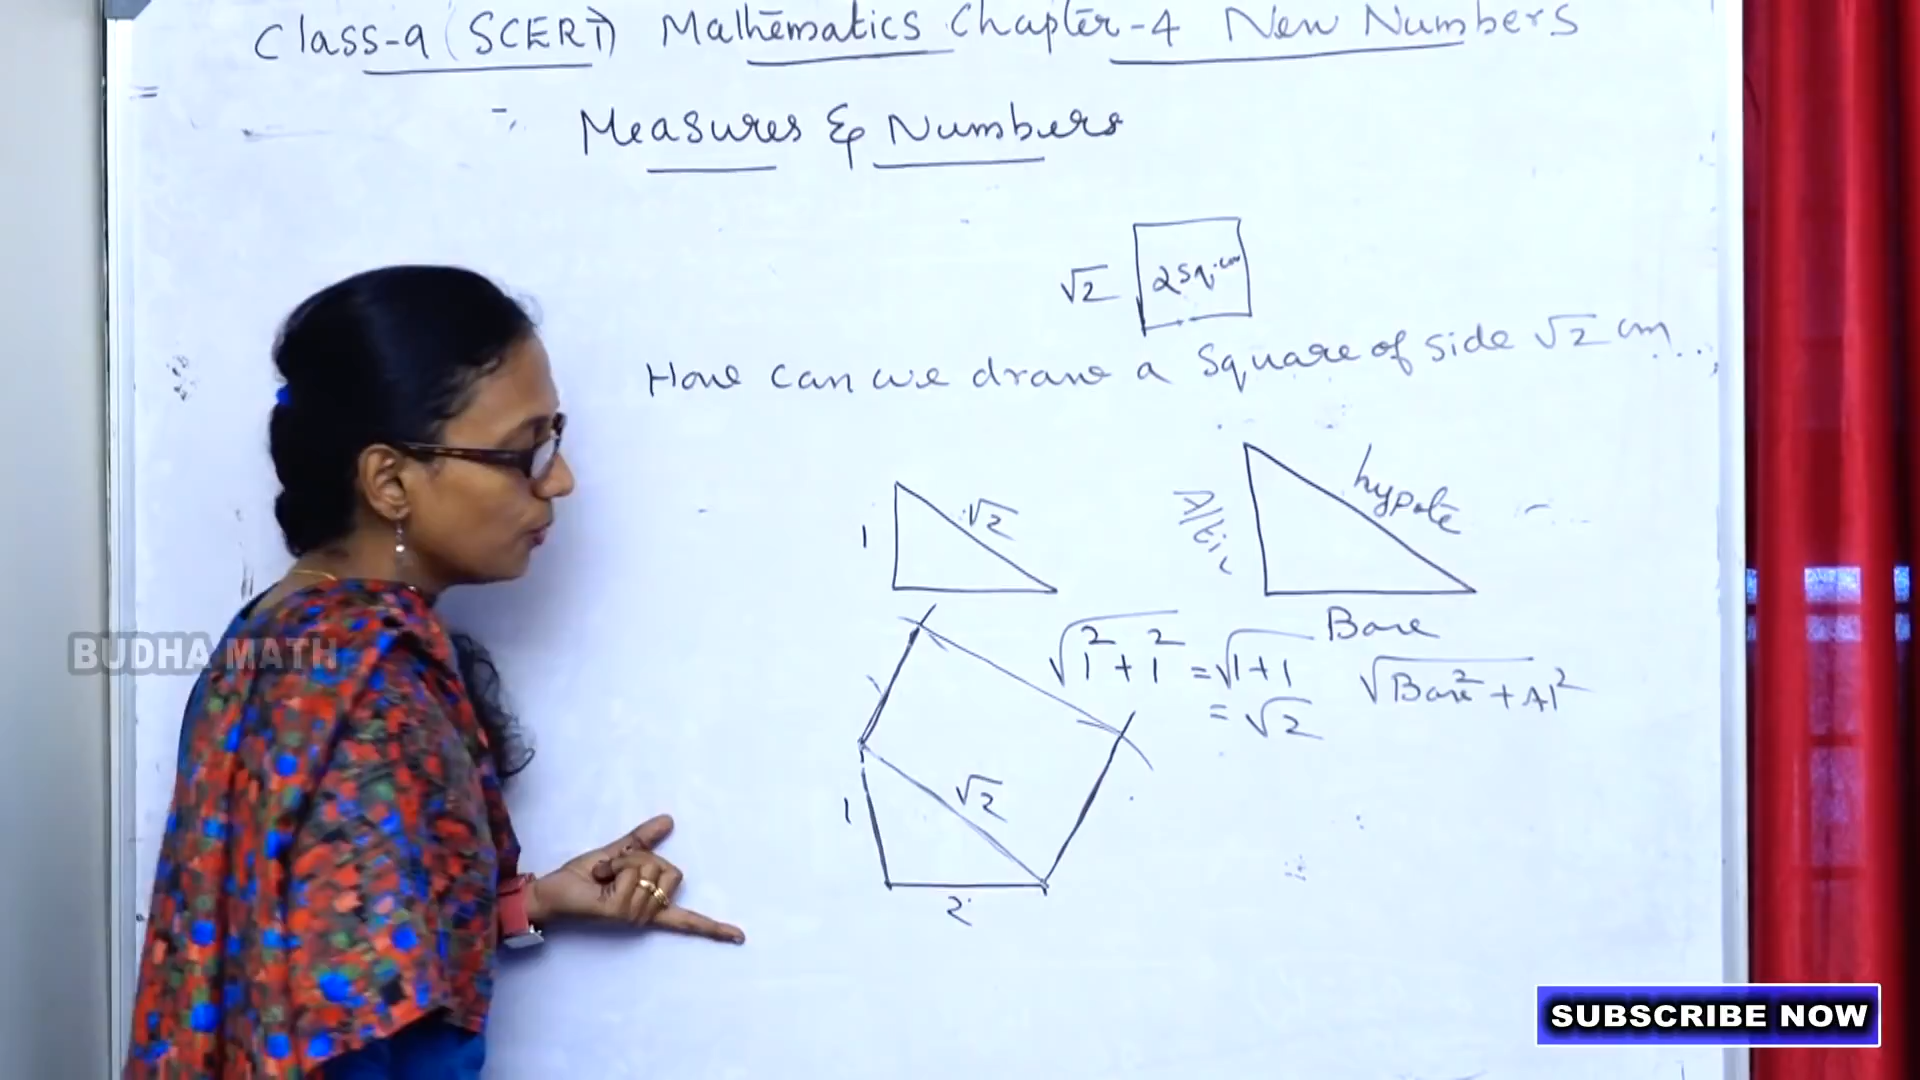 Class-9 (SCERT) Mathematics Chapter-4 New Numbers
Measures & Numbers
√2
2sq.cm
How can we draw a square of side √2 cm...
1
√2
Alti
hypote
Base
√1²+1² = √1+1
= √2
√Base²+Al²
1
√2
2
BUDHA MATH
SUBSCRIBE NOW